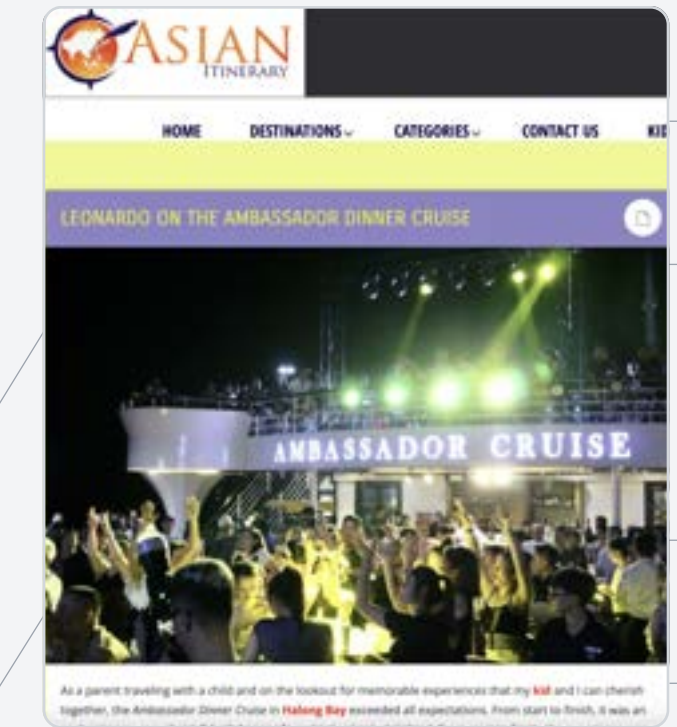 ASIAN
ITINERARY
HOME DESTINATIONS CATEGORIES CONTACT US KID
LEONARDO ON THE AMBASSADOR DINNER CRUISE
AMBASSADOR CRUISE
As a parent traveling with a child and on the lookout for memorable experiences that my kid and I can cherish
together, the Ambassador Dinner Cruise in Halong Bay exceeded all expectations. From start to finish, it was an